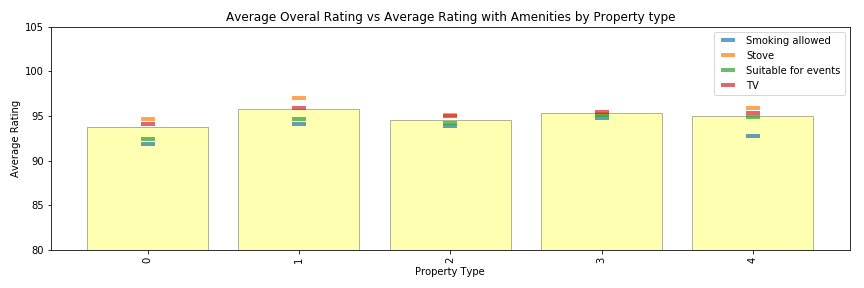 Average Overal Rating vs Average Rating with Amenities by Property type
Average Rating
105
100
95
90
85
80
Smoking allowed
Stove
Suitable for events
TV
0
1
2
3
4
Property Type